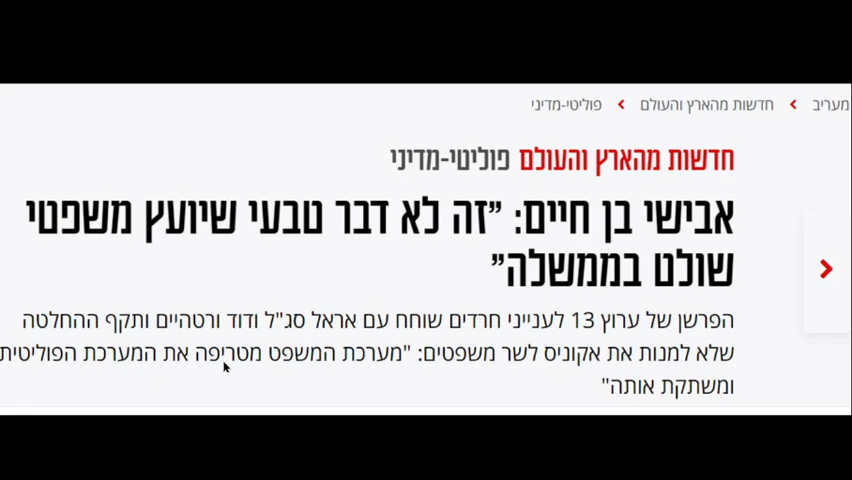 מעריב > חדשות מהארץ והעולם > פוליטי-מדיני
חדשות מהארץ והעולם פוליטי-מדיני
אבישי בן חיים: "זה לא דבר טבעי שיועץ משפטי
שולט בממשלה"
הפרשן של ערוץ 13 לענייני חרדים שוחח עם אראל סג"ל ודוד ורטהיים ותקף ההחלטה
שלא למנות את אקוניס לשר משפטים: "מערכת המשפט מטריפה את המערכת הפוליטית
ומשתקת אותה"